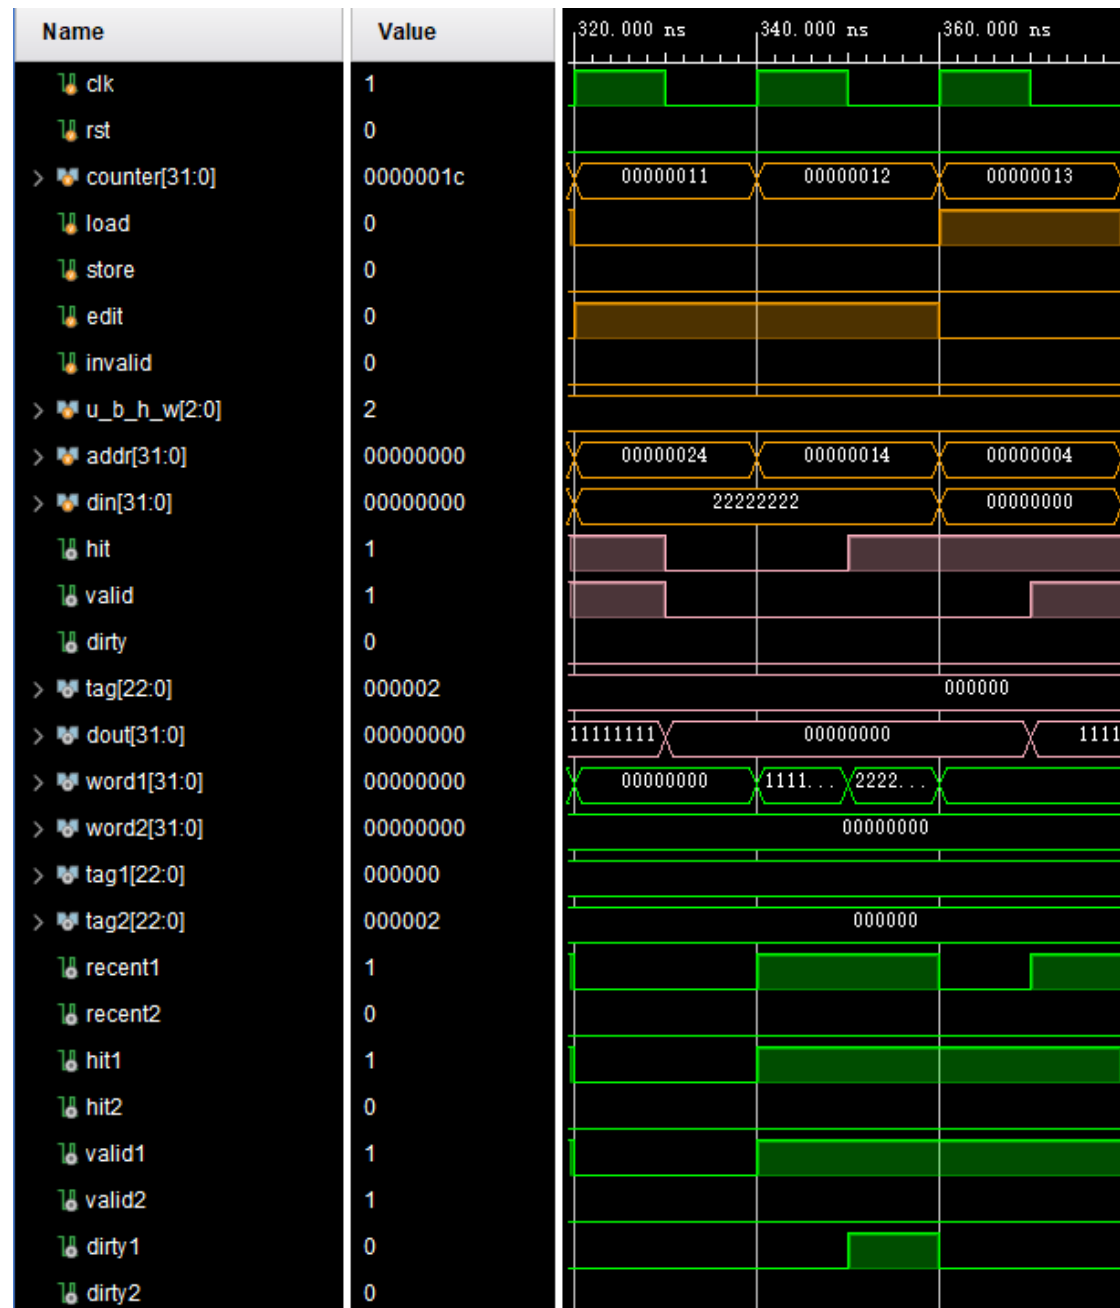 Name Value 320.000 ns 340.000 ns 360.000 ns
clk 1
rst 0
counter[31:0] 0000001c 00000011 00000012 00000013
load 0
store 0
edit 0
invalid 0
u_b_h_w[2:0] 2
addr[31:0] 00000000 00000024 00000014 00000004
din[31:0] 00000000 22222222 00000000
hit 1
valid 1
dirty 0
tag[22:0] 000002 000000
dout[31:0] 00000000 11111111 00000000 1111
word1[31:0] 00000000 00000000 1111... 2222...
word2[31:0] 00000000 00000000
tag1[22:0] 000000
tag2[22:0] 000002 000000
recent1 1
recent2 0
hit1 1
hit2 0
valid1 1
valid2 1
dirty1 0
dirty2 0